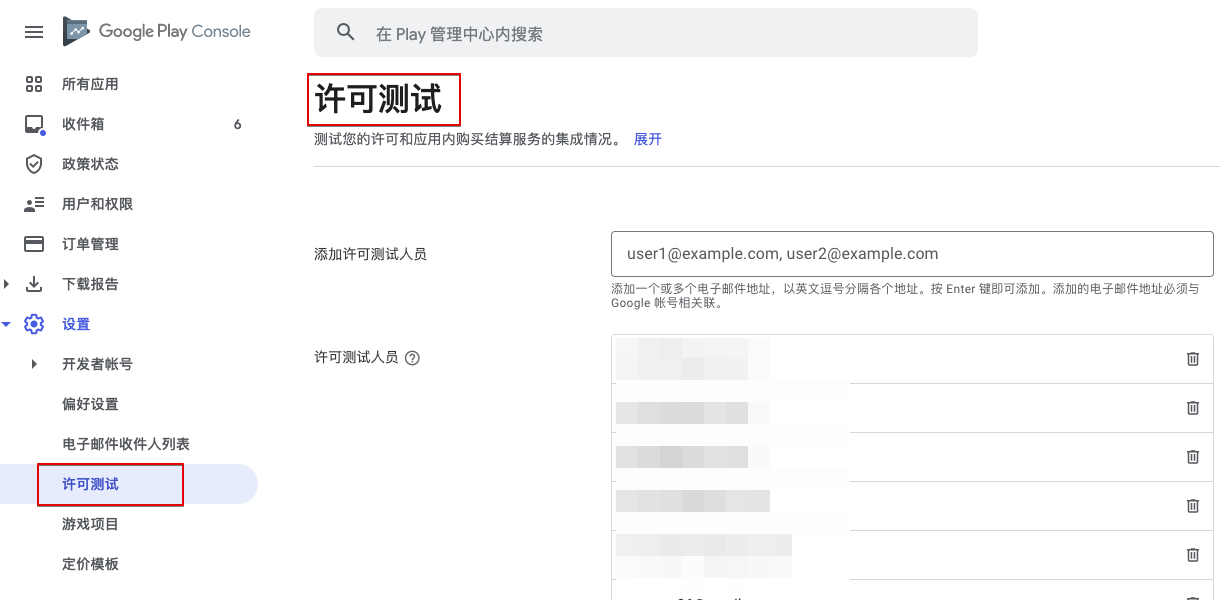 Google Play Console
在 Play 管理中心内搜索
所有应用
收件箱 6
政策状态
用户和权限
订单管理
下载报告
设置
开发者帐号
偏好设置
电子邮件收件人列表
许可测试
游戏项目
定价模板
许可测试
测试您的许可和应用内购买结算服务的集成情况。 展开
添加许可测试人员
user1@example.com, user2@example.com
添加一个或多个电子邮件地址，以英文逗号分隔各个地址。按 Enter 键即可添加。添加的电子邮件地址必须与
Google 帐号相关联。
许可测试人员